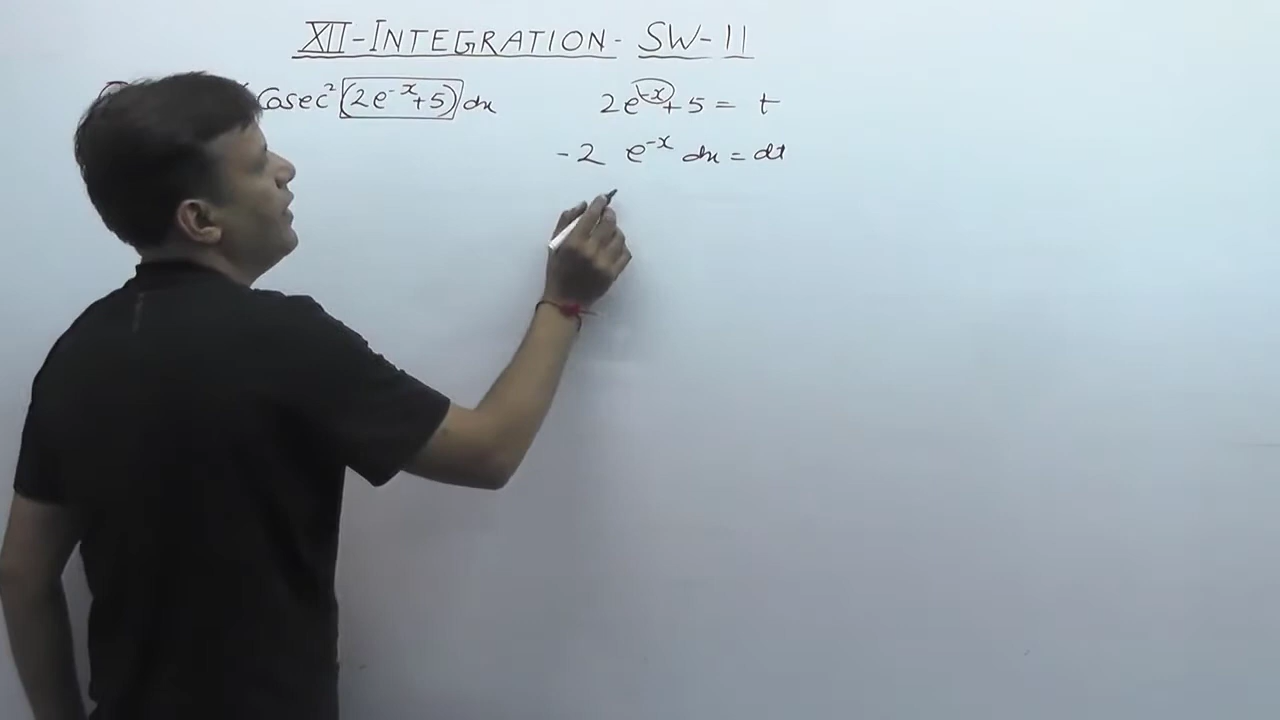 XII-INTEGRATION- SW-11
Cosec² (2e⁻ˣ+5) dx
2e⁻ˣ+5 = t
-2 e⁻ˣ dx = dt